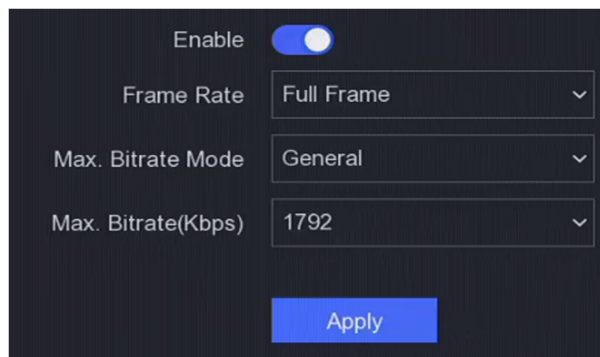 Enable
Frame Rate Full Frame
Max. Bitrate Mode General
Max. Bitrate(Kbps) 1792
Apply